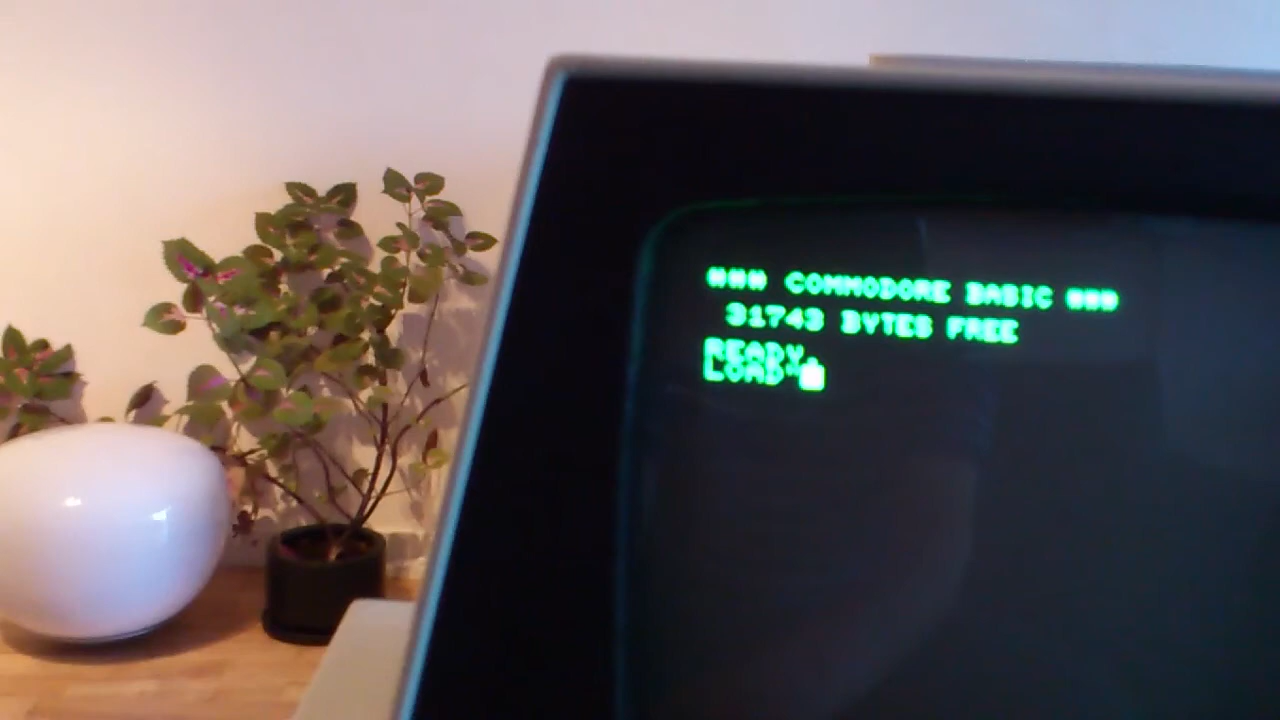 *** COMMODORE BASIC ***
31743 BYTES FREE
READY.
LOAD"